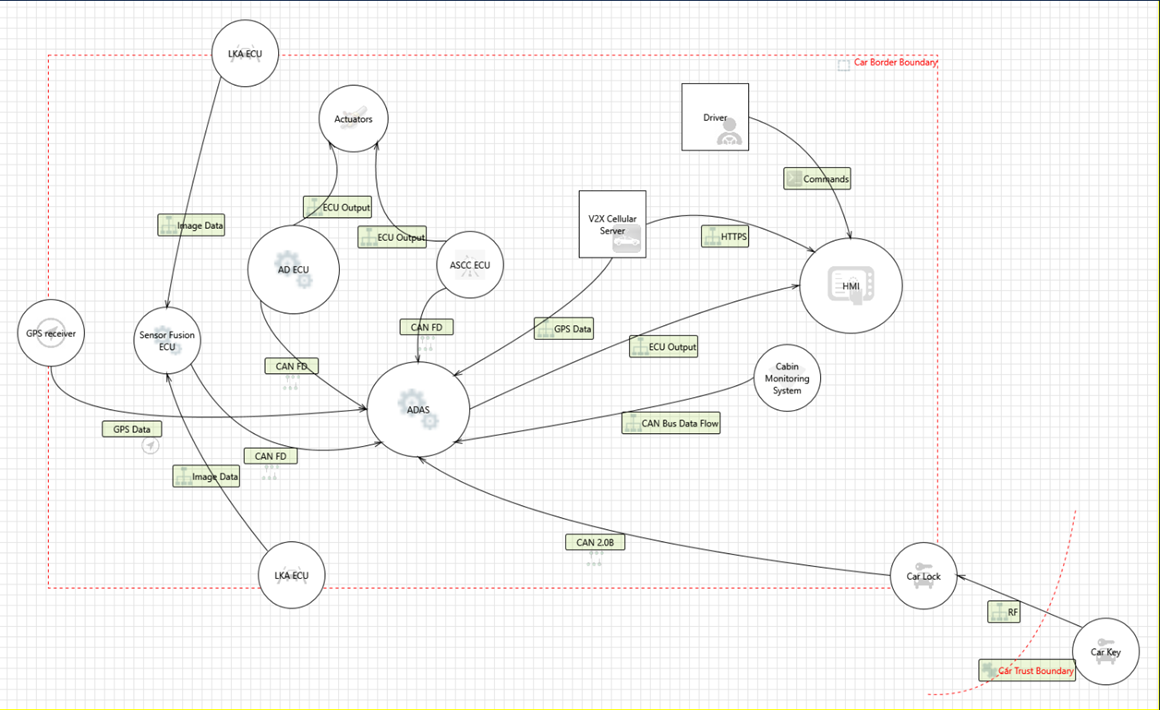 LKA ECU
Car Border Boundary
Actuators
Driver
Commands
ECU Output
Image Data
V2X Cellular
Server
ECU Output
HTTPS
AD ECU
ASCC ECU
HMI
GPS receiver
Sensor Fusion
ECU
CAN FD
GPS Data
ECU Output
CAN FD
Cabin
Monitoring
System
ADAS
GPS Data
CAN Bus Data Flow
CAN FD
Image Data
CAN 2.0B
LKA ECU
Car Lock
RF
Car Key
Car Trust Boundary